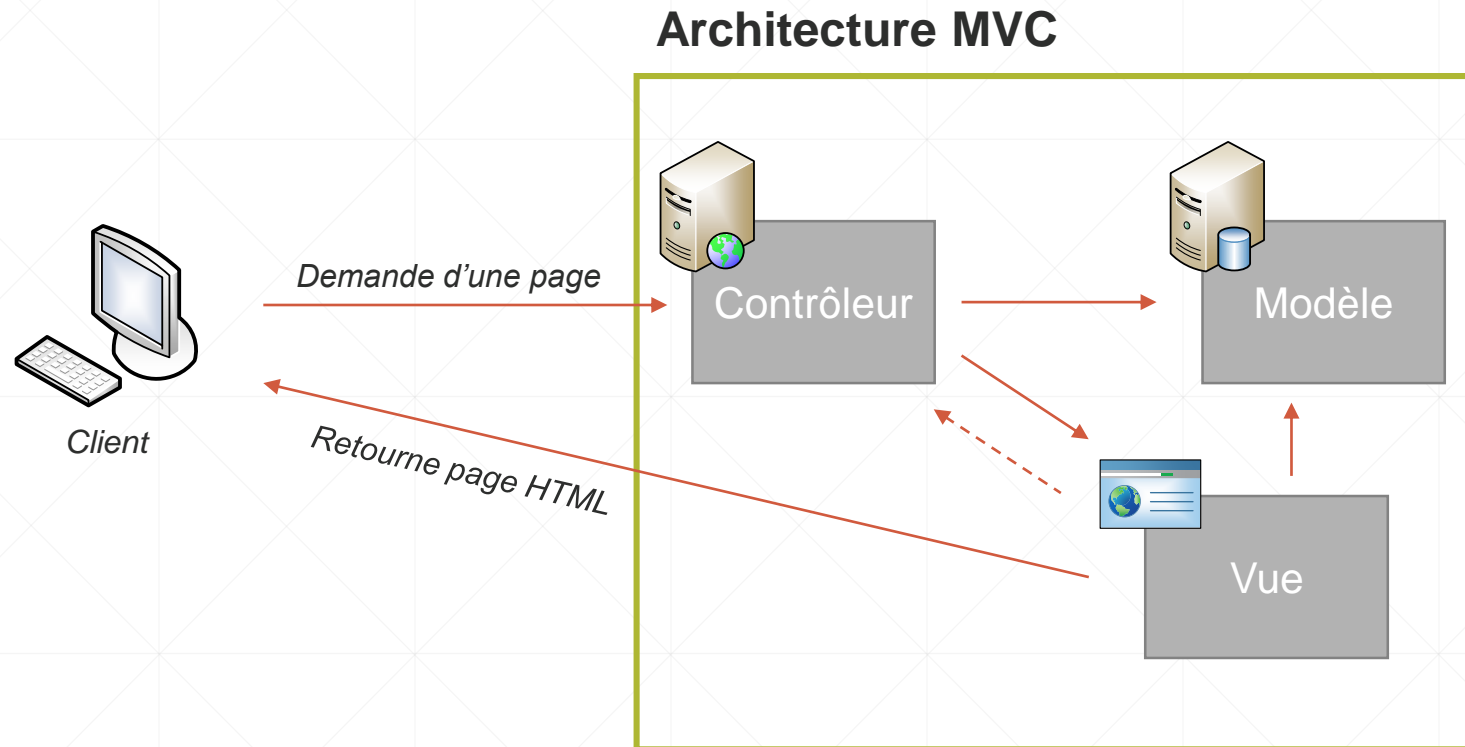 Architecture MVC
Demande d’une page
Contrôleur
Modèle
Client
Retourne page HTML
Vue